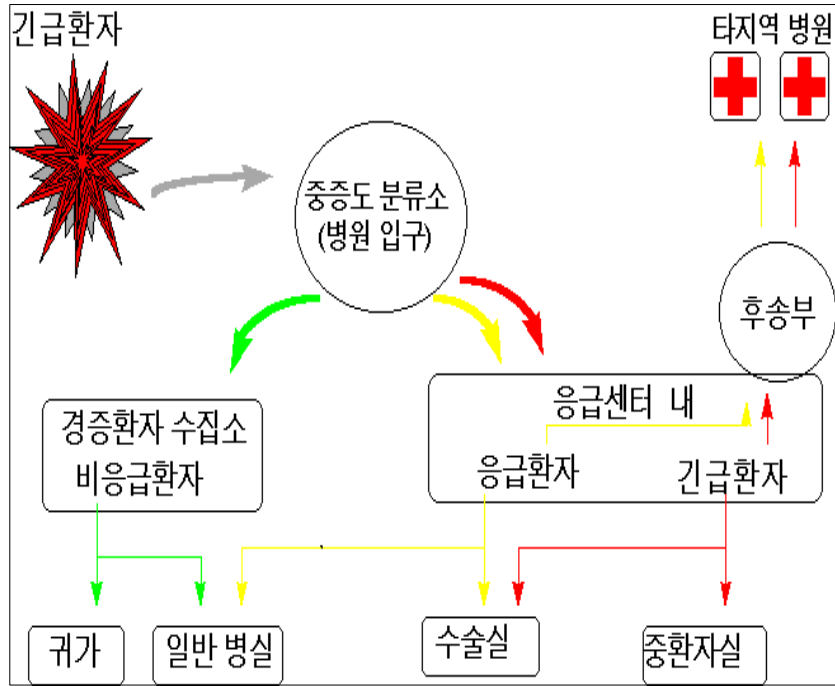 긴급환자
타지역 병원
중증도 분류소
(병원 입구)
후송부
응급센터 내
경증환자 수집소
비응급환자
응급환자
긴급환자
귀가
일반 병실
수술실
중환자실